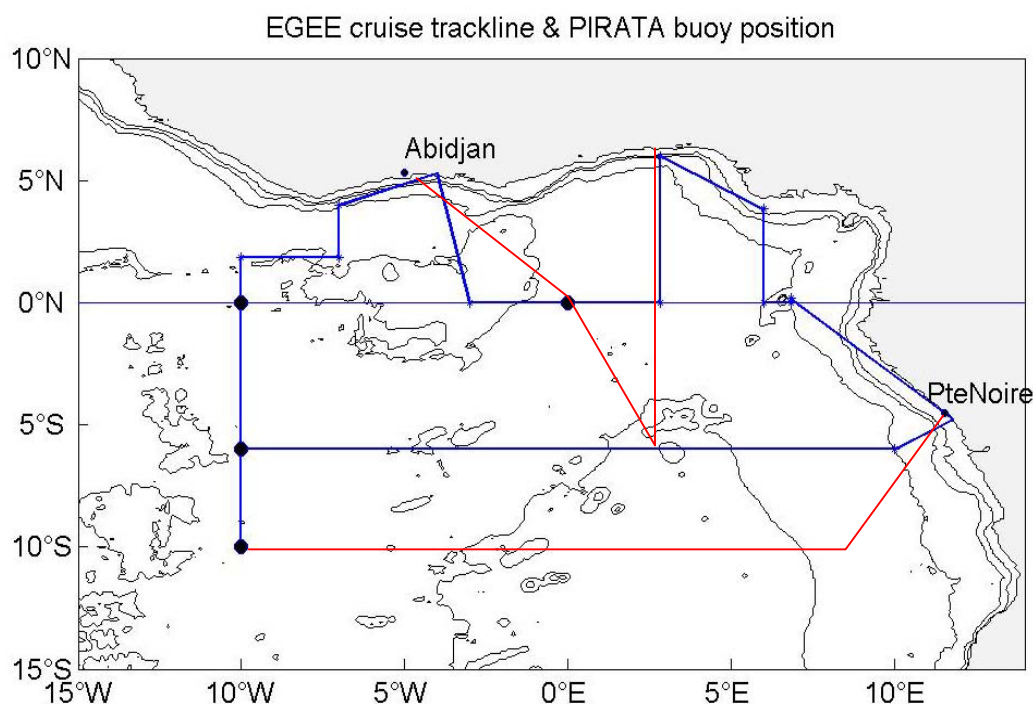 EGEE cruise trackline & PIRATA buoy position
10°N
Abidjan
5°N
0°N
PteNoire
5°S
10°S
15°S
15°W 10°W 5°W 0°E 5°E 10°E